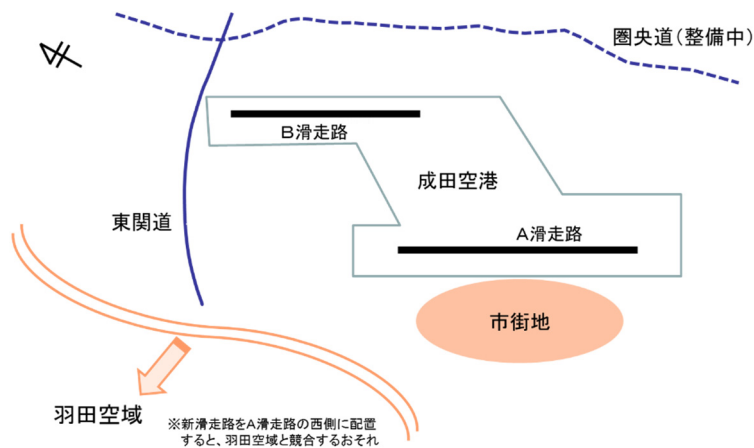 圏央道(整備中)
B滑走路
成田空港
東関道
A滑走路
市街地
羽田空域
※新滑走路をA滑走路の西側に配置
すると、羽田空域と競合するおそれ